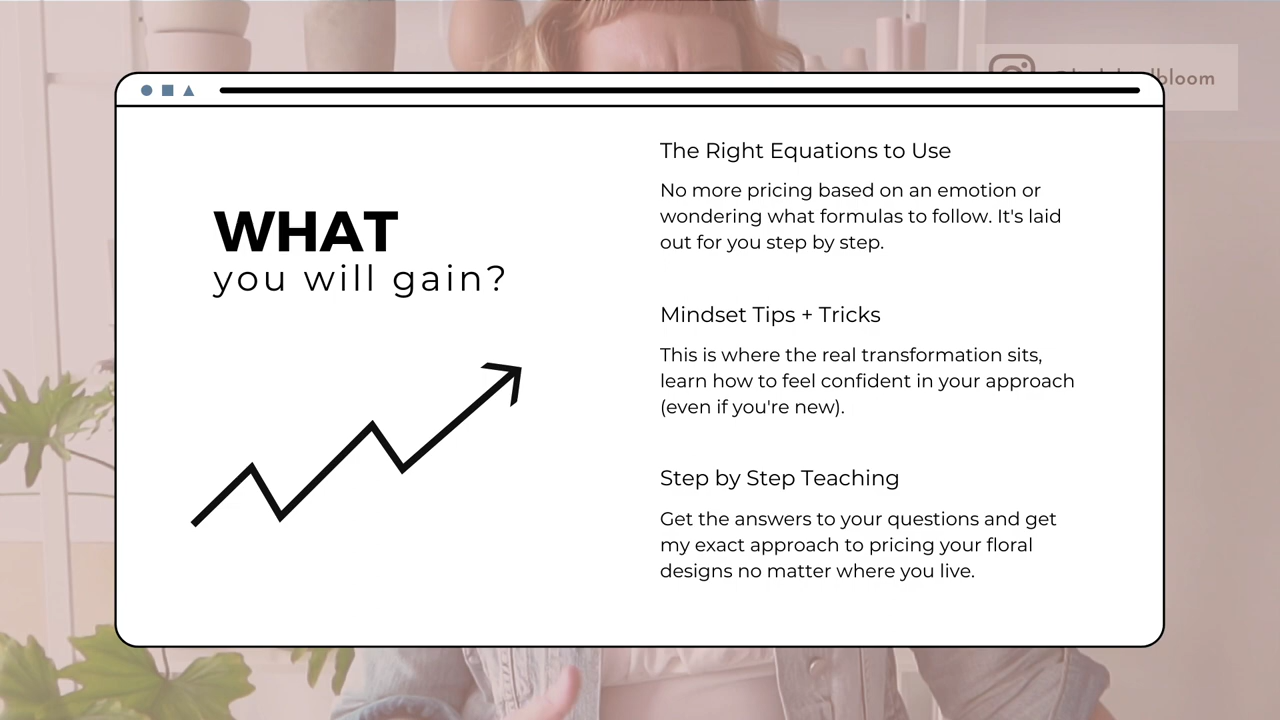 WHAT
you will gain?
The Right Equations to Use
No more pricing based on an emotion or
wondering what formulas to follow. It's laid
out for you step by step.
Mindset Tips + Tricks
This is where the real transformation sits,
learn how to feel confident in your approach
(even if you're new).
Step by Step Teaching
Get the answers to your questions and get
my exact approach to pricing your floral
designs no matter where you live.